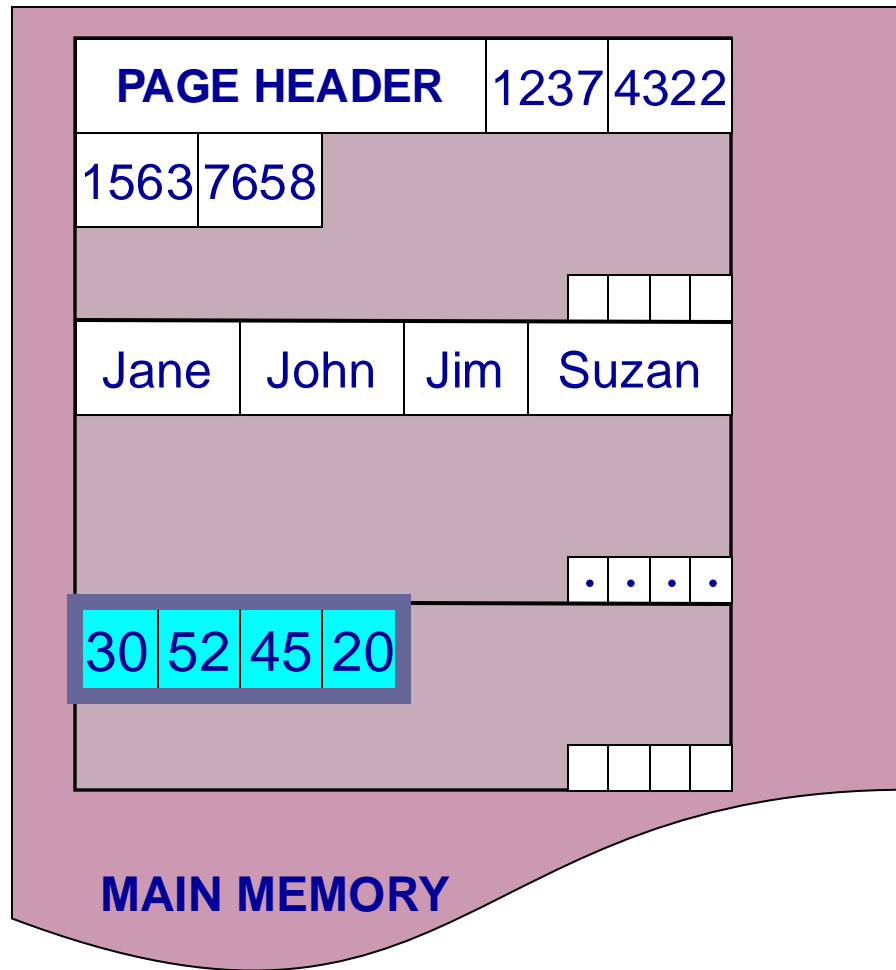 PAGE HEADER 1237 4322
1563 7658
Jane John Jim Suzan
30 52 45 20
MAIN MEMORY